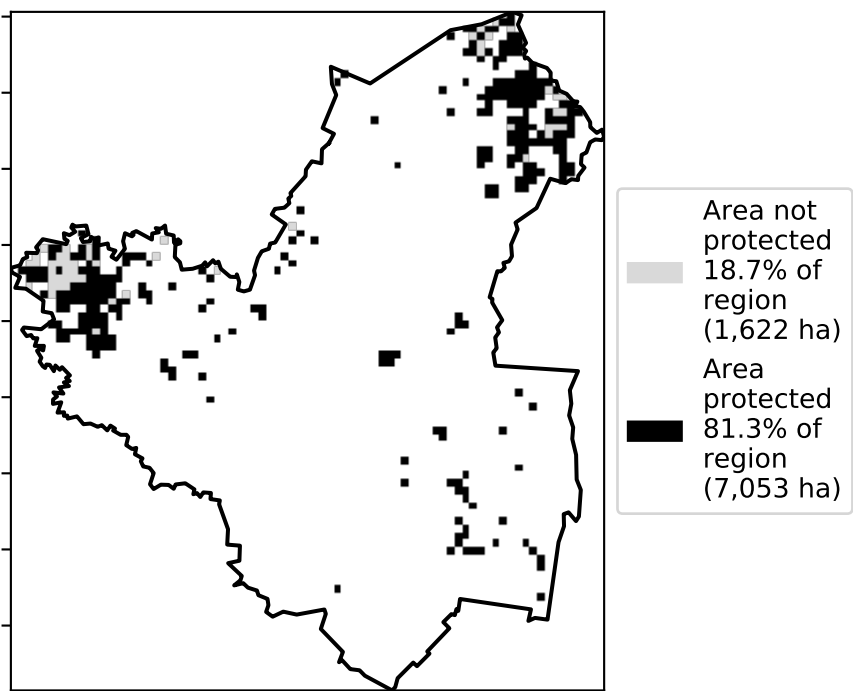 Area not
protected
18.7% of
region
(1,622 ha)
Area
protected
81.3% of
region
(7,053 ha)